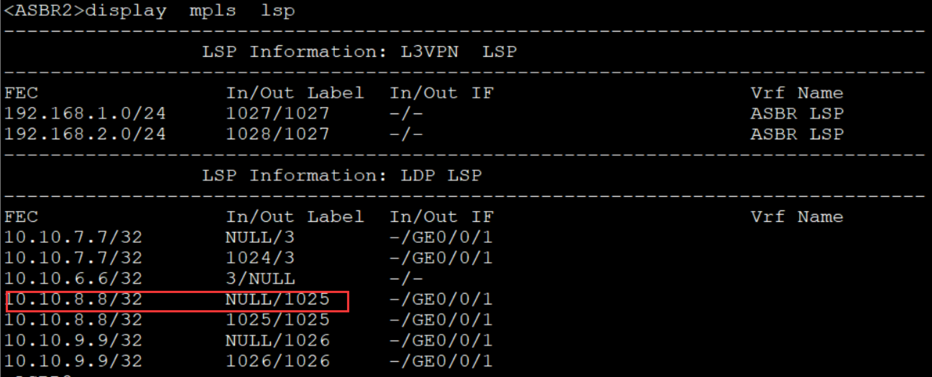 <ASBR2>display  mpls  lsp
-------------------------------------------------------------------------------
LSP Information: L3VPN  LSP
-------------------------------------------------------------------------------
FEC                In/Out Label  In/Out IF                      Vrf Name
192.168.1.0/24     1027/1027     -/-                            ASBR LSP
192.168.2.0/24     1028/1027     -/-                            ASBR LSP
-------------------------------------------------------------------------------
LSP Information: LDP LSP
-------------------------------------------------------------------------------
FEC                In/Out Label  In/Out IF                      Vrf Name
10.10.7.7/32       NULL/3        -/GE0/0/1
10.10.7.7/32       1024/3        -/GE0/0/1
10.10.6.6/32       3/NULL        -/-
10.10.8.8/32       NULL/1025     -/GE0/0/1
10.10.8.8/32       1025/1025     -/GE0/0/1
10.10.9.9/32       NULL/1026     -/GE0/0/1
10.10.9.9/32       1026/1026     -/GE0/0/1